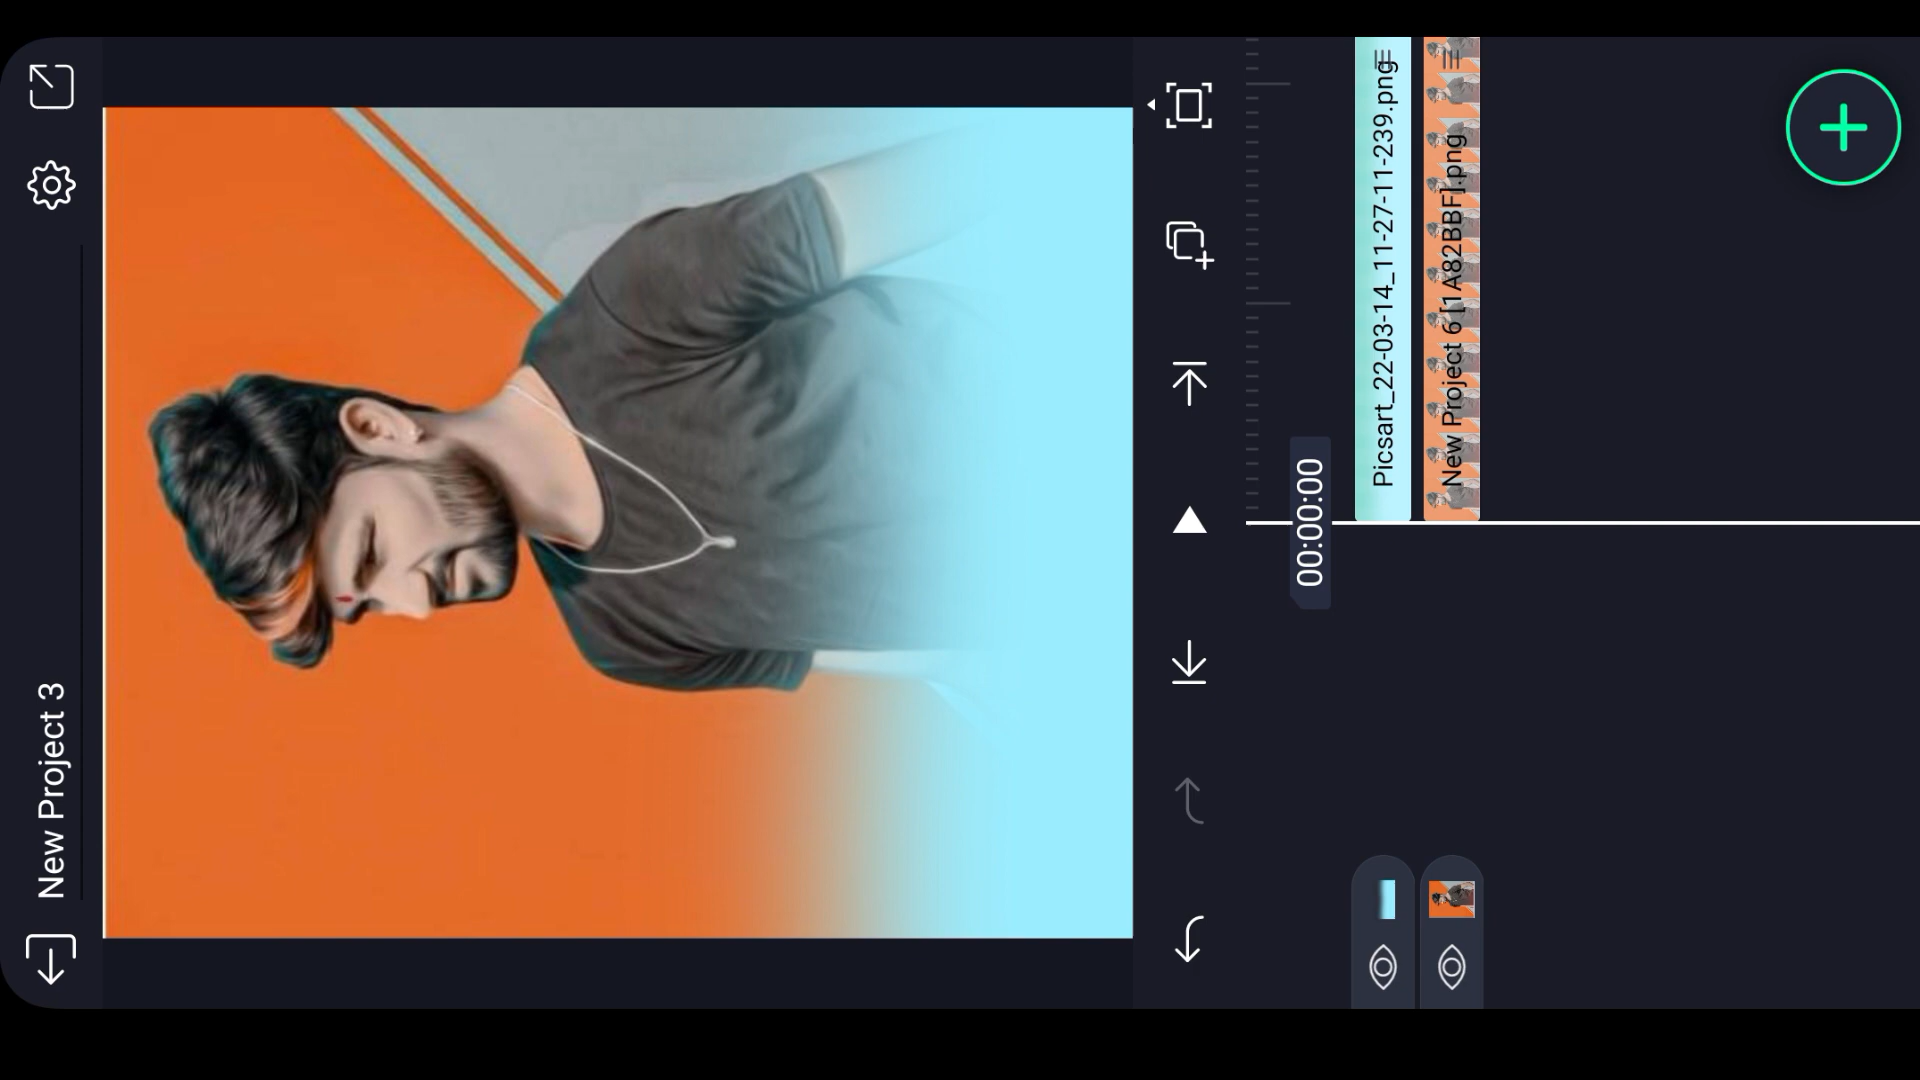 New Project 3
00:00:00
Picsart_22-03-14_11-27-11-239.png
New Project 6 [1A82BBF].png